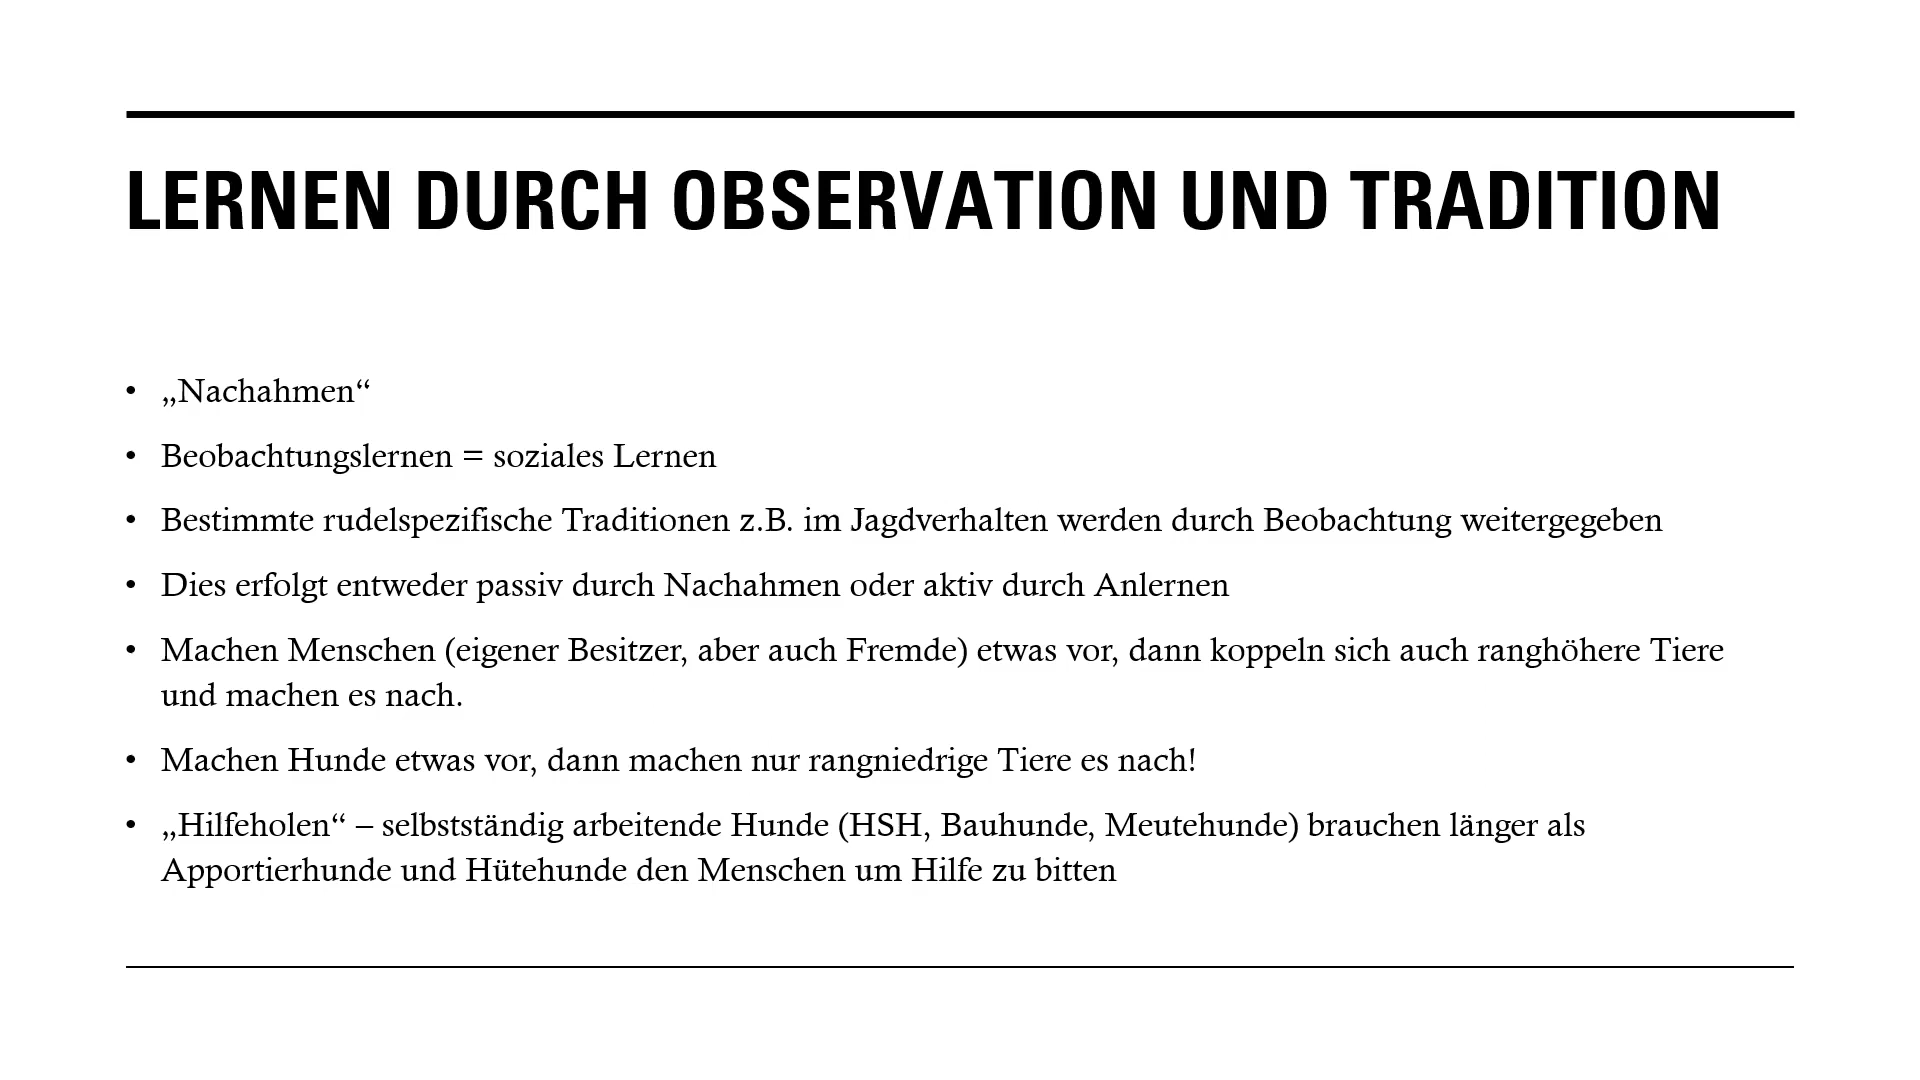 LERNEN DURCH OBSERVATION UND TRADITION
• „Nachahmen“
• Beobachtungslernen = soziales Lernen
• Bestimmte rudelspezifische Traditionen z.B. im Jagdverhalten werden durch Beobachtung weitergegeben
• Dies erfolgt entweder passiv durch Nachahmen oder aktiv durch Anlernen
• Machen Menschen (eigener Besitzer, aber auch Fremde) etwas vor, dann koppeln sich auch ranghöhere Tiere
und machen es nach.
• Machen Hunde etwas vor, dann machen nur rangniedrige Tiere es nach!
• „Hilfeholen“ – selbstständig arbeitende Hunde (HSH, Bauhunde, Meutehunde) brauchen länger als
Apportierhunde und Hütehunde den Menschen um Hilfe zu bitten